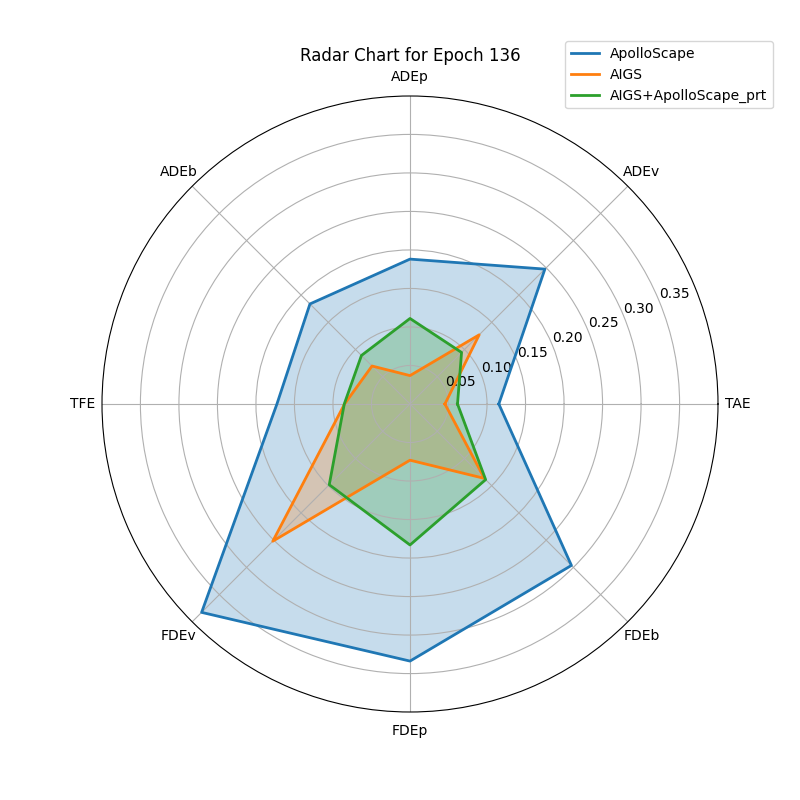 Radar Chart for Epoch 136
ApolloScape
AIGS
AIGS+ApolloScape_prt
ADEp
ADEb
ADEv
0.35
0.30
0.25
0.20
0.15
0.10
0.05
TFE
TAE
FDEv
FDEb
FDEp